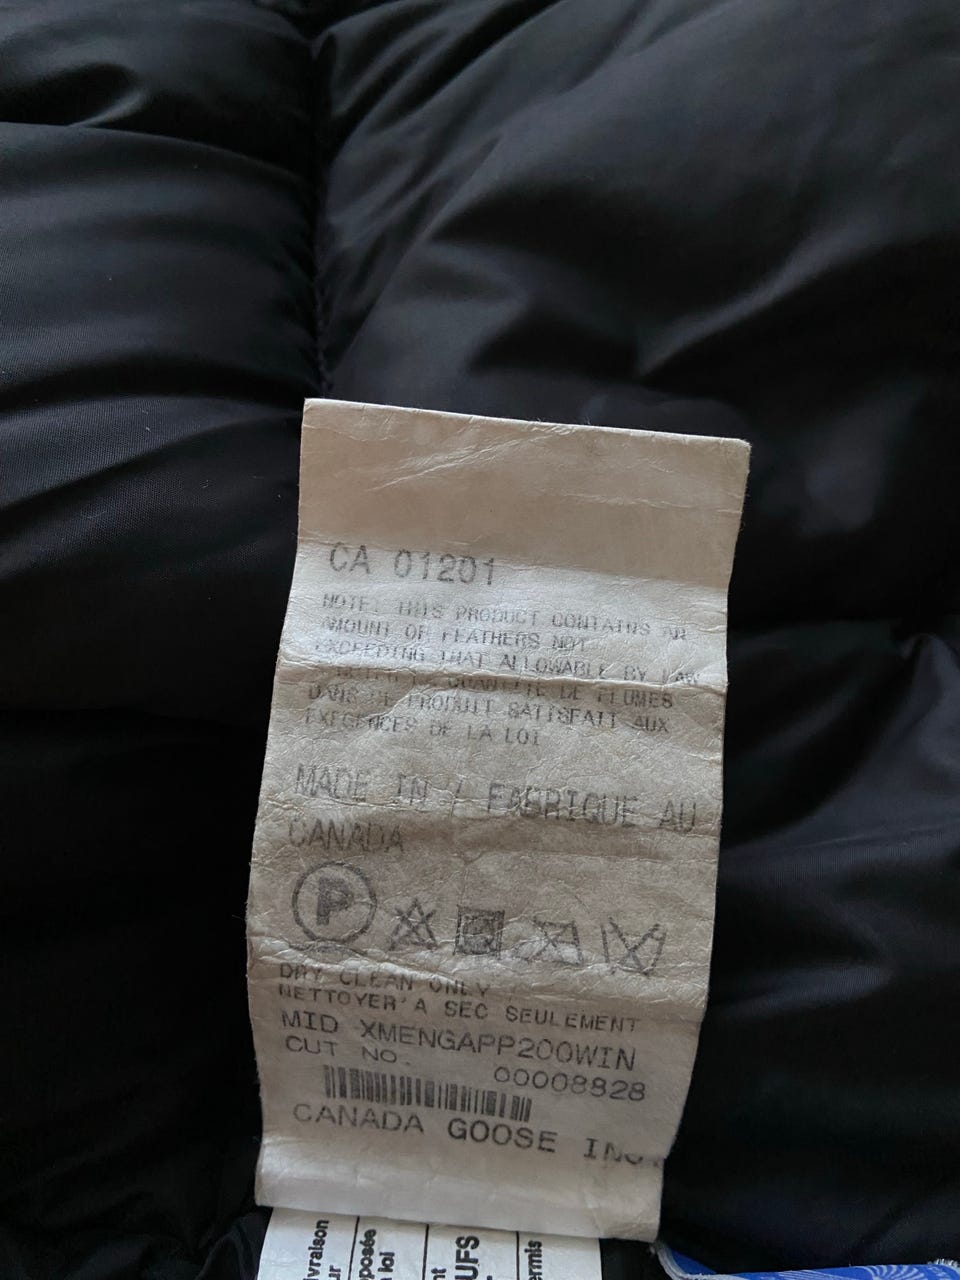 CA 01201
NOTE: THIS PRODUCT CONTAINS AN
AMOUNT OF FEATHERS NOT
EXCEEDING THAT ALLOWABLE BY LAW
QUANTITE DE PLUMES
DANS CE PRODUIT SATISFAIT AUX
EXEGENCES DE LA LOI
MADE IN / FABRIQUE AU
CANADA
P
DRY CLEAN ONLY
NETTOYER'A SEC SEULEMENT
MID XMENGAPP200WIN
CUT NO.
00008828
CANADA GOOSE INC.